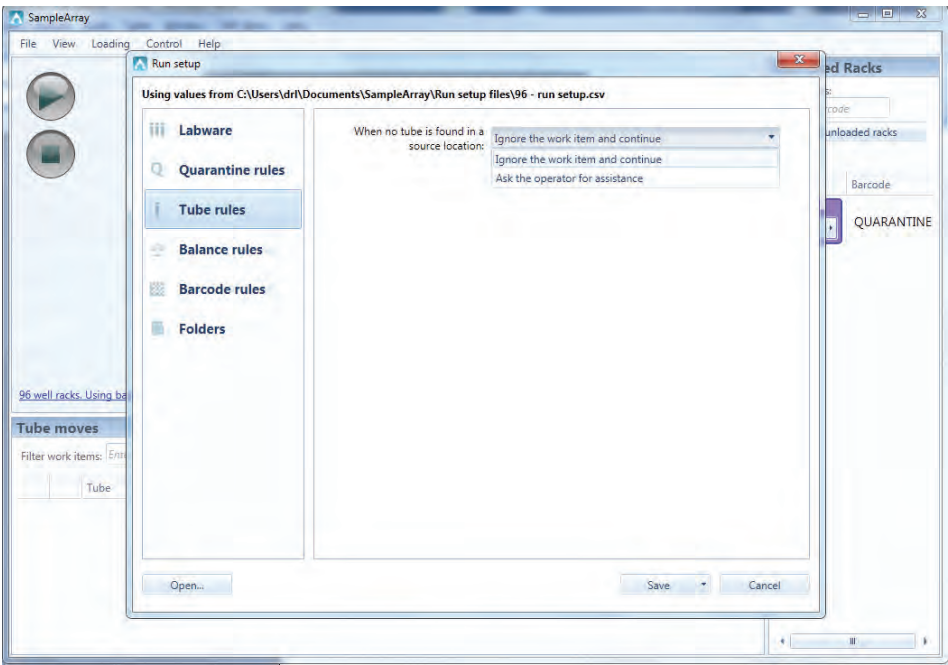 SampleArray
File View Loading Control Help
Run setup
Using values from C:\Users\drl\Documents\SampleArray\Run setup files\96 - run setup.csv
Labware
Quarantine rules
Tube rules
Balance rules
Barcode rules
Folders
When no tube is found in a
source location:
Ignore the work item and continue
Ignore the work item and continue
Ask the operator for assistance
Open...
Save
Cancel
ed Racks
code
unloaded racks
Barcode
QUARANTINE
96 well racks. Using ba
Tube moves
Filter work items: Ente
Tube